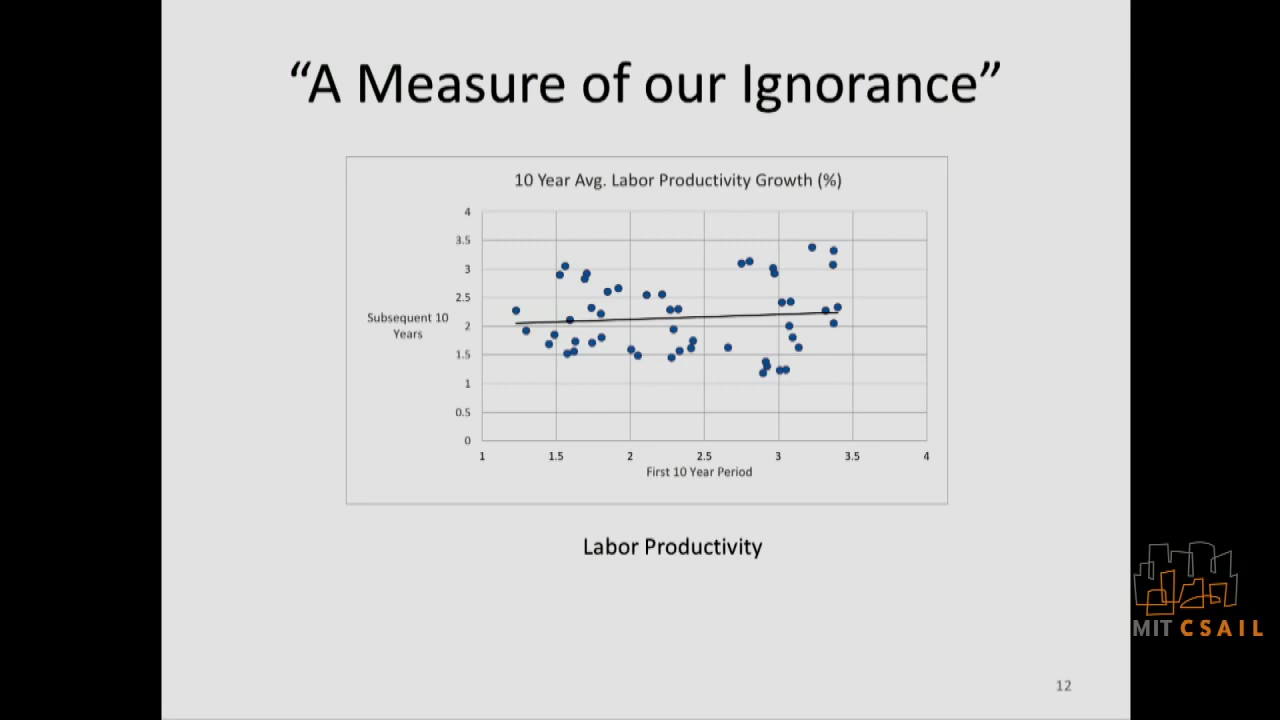 “A Measure of our Ignorance”
10 Year Avg. Labor Productivity Growth (%)
4
3.5
3
2.5
2
1.5
1
0.5
0
Subsequent 10
Years
1 1.5 2 2.5 3 3.5 4
First 10 Year Period
Labor Productivity
MIT CSAIL
12